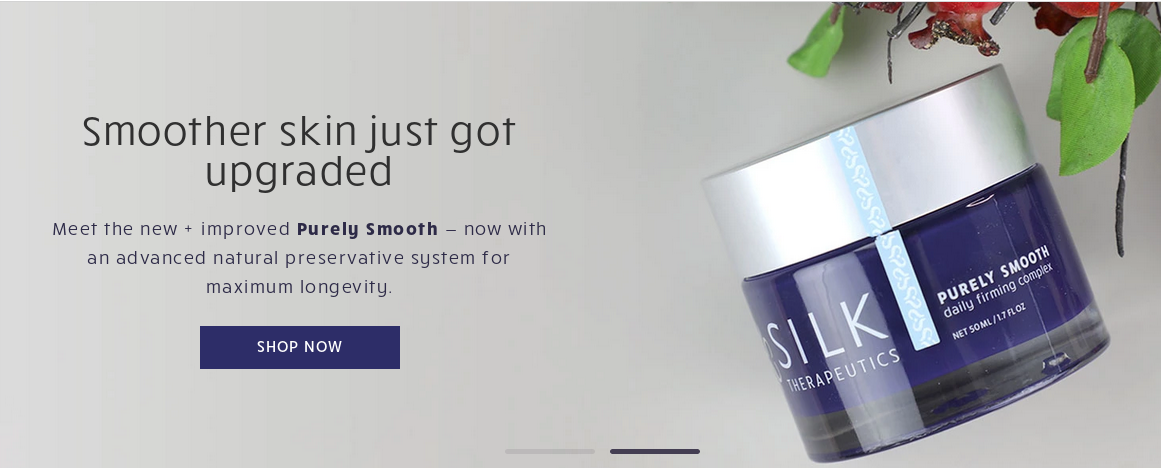 Smoother skin just got
upgraded
Meet the new + improved Purely Smooth – now with
an advanced natural preservative system for
maximum longevity.
SHOP NOW
SILK
THERAPEUTICS
PURELY SMOOTH
daily firming complex
NET 50ML / 1.7 FL OZ